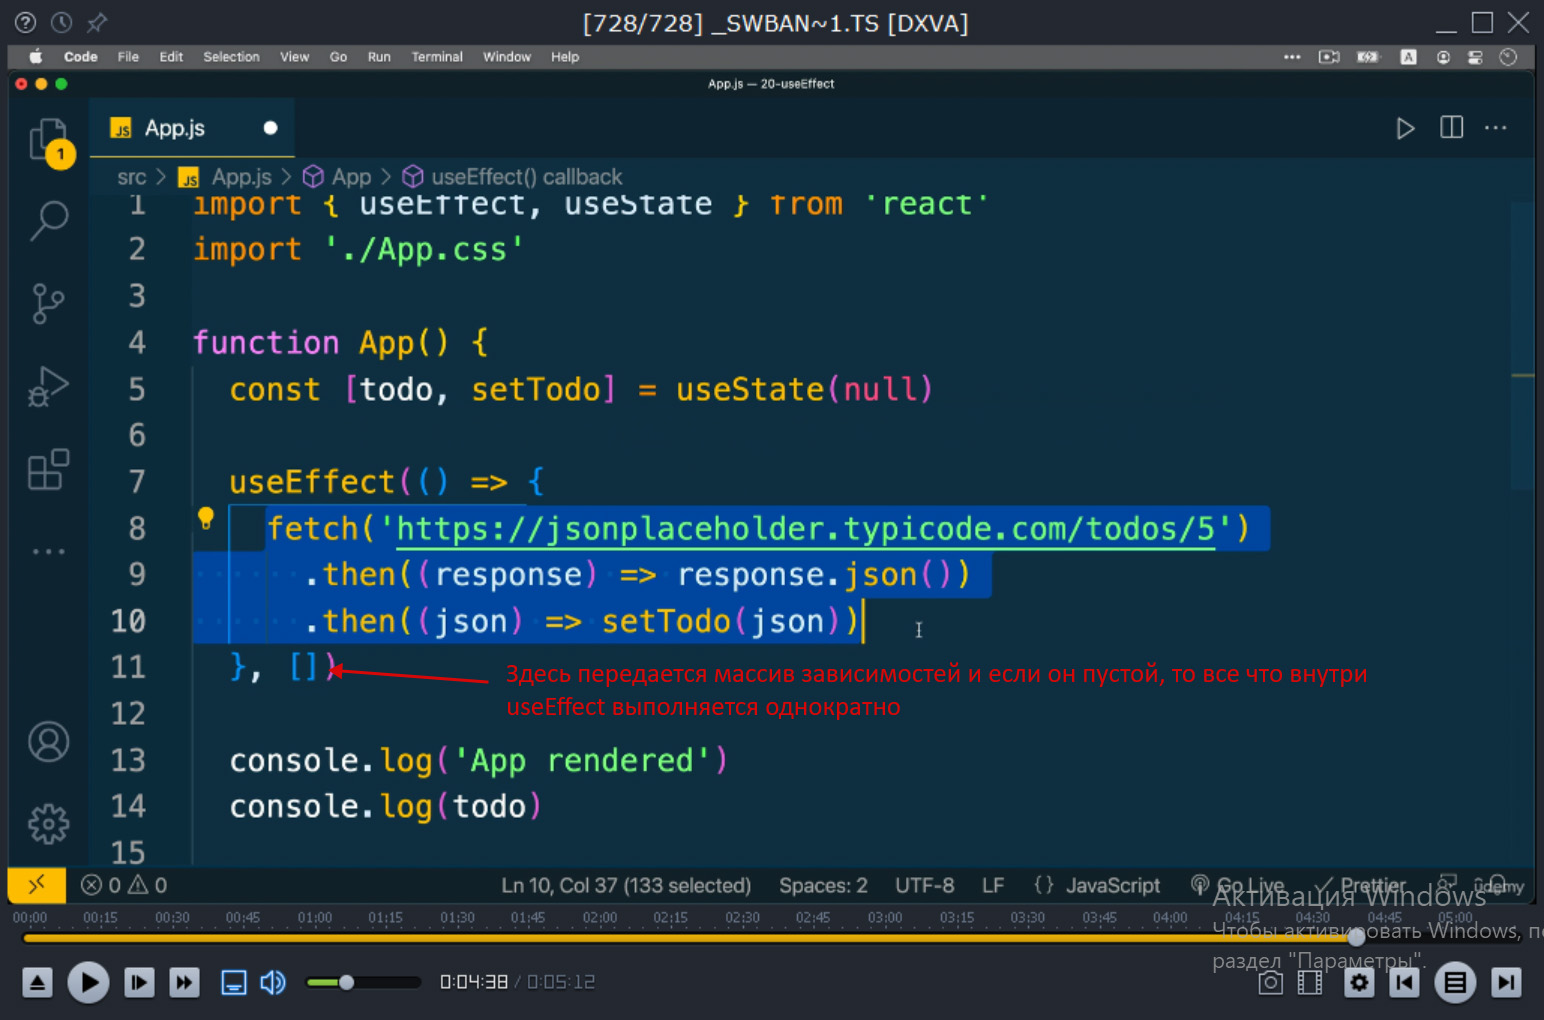 [728/728] _SWBAN~1.TS [DXVA]
Code File Edit Selection View Go Run Terminal Window Help
A
App.js — 20-useEffect
JS App.js
1
src > JS App.js > App > useEffect() callback
1 import { useEffect, useState } from 'react'
2 import './App.css'
3
4 function App() {
5 const [todo, setTodo] = useState(null)
6
7 useEffect(() => {
8 fetch('https://jsonplaceholder.typicode.com/todos/5')
9 .then((response) => response.json())
10 .then((json) => setTodo(json))
11 }, [])
Здесь передается массив зависимостей и если он пустой, то все что внутри
useEffect выполняется однократно
12
13 console.log('App rendered')
14 console.log(todo)
15
0 0 Ln 10, Col 37 (133 selected) Spaces: 2 UTF-8 LF {} JavaScript Go Live Prettier
udemy
Активация Windows
00:00 00:15 00:30 00:45 01:00 01:15 01:30 01:45 02:00 02:15 02:30 02:45 03:00 03:15 03:30 03:45 04:00 04:15 04:30 04:45 05:00
Чтобы активировать Windows, пе
раздел "Параметры".
0:04:38 / 0:05:12